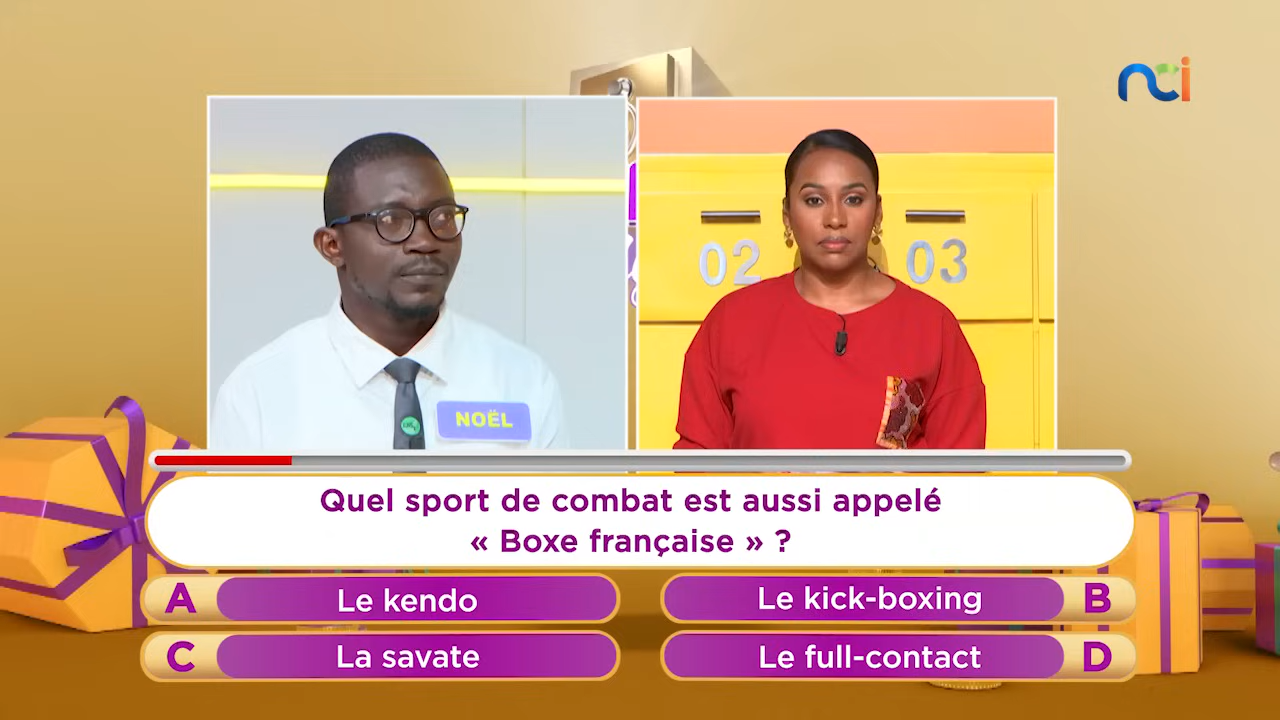 nci
02
03
NOËL
Quel sport de combat est aussi appelé
« Boxe française » ?
A Le kendo
Le kick-boxing B
C La savate
Le full-contact D